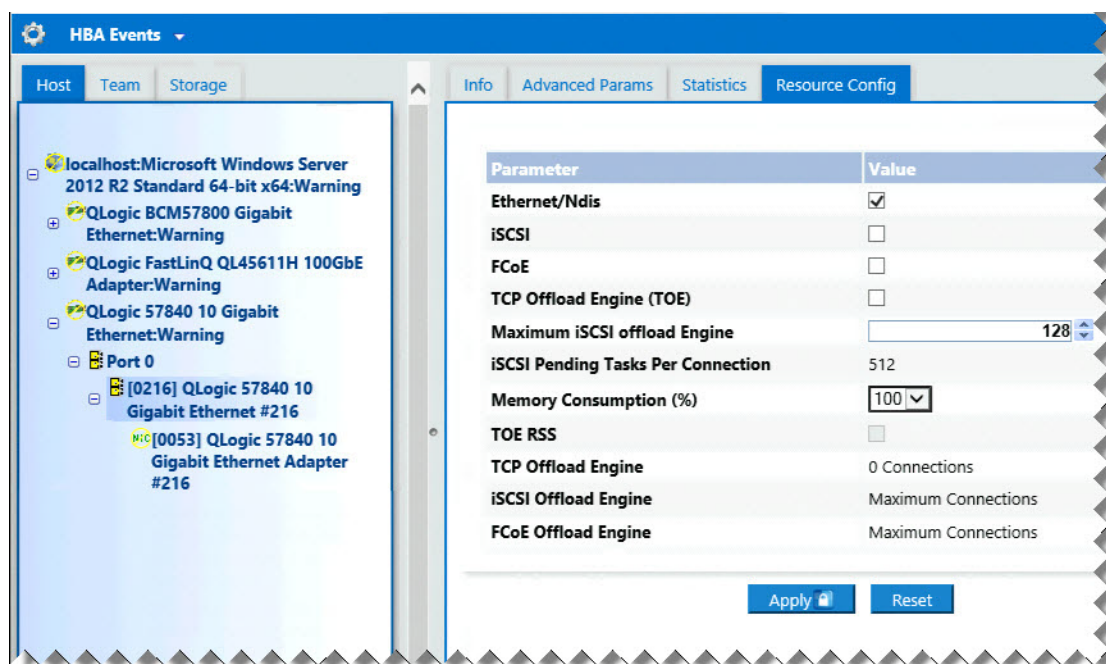 HBA Events
Host Team Storage
localhost:Microsoft Windows Server
2012 R2 Standard 64-bit x64:Warning
QLogic BCM57800 Gigabit
Ethernet:Warning
QLogic FastLinQ QL45611H 100GbE
Adapter:Warning
QLogic 57840 10 Gigabit
Ethernet:Warning
Port 0
[0216] QLogic 57840 10
Gigabit Ethernet #216
NIC [0053] QLogic 57840 10
Gigabit Ethernet Adapter
#216
Info Advanced Params Statistics Resource Config
Parameter Value
Ethernet/Ndis
iSCSI
FCoE
TCP Offload Engine (TOE)
Maximum iSCSI offload Engine 128
iSCSI Pending Tasks Per Connection 512
Memory Consumption (%) 100
TOE RSS
TCP Offload Engine 0 Connections
iSCSI Offload Engine Maximum Connections
FCoE Offload Engine Maximum Connections
Apply Reset